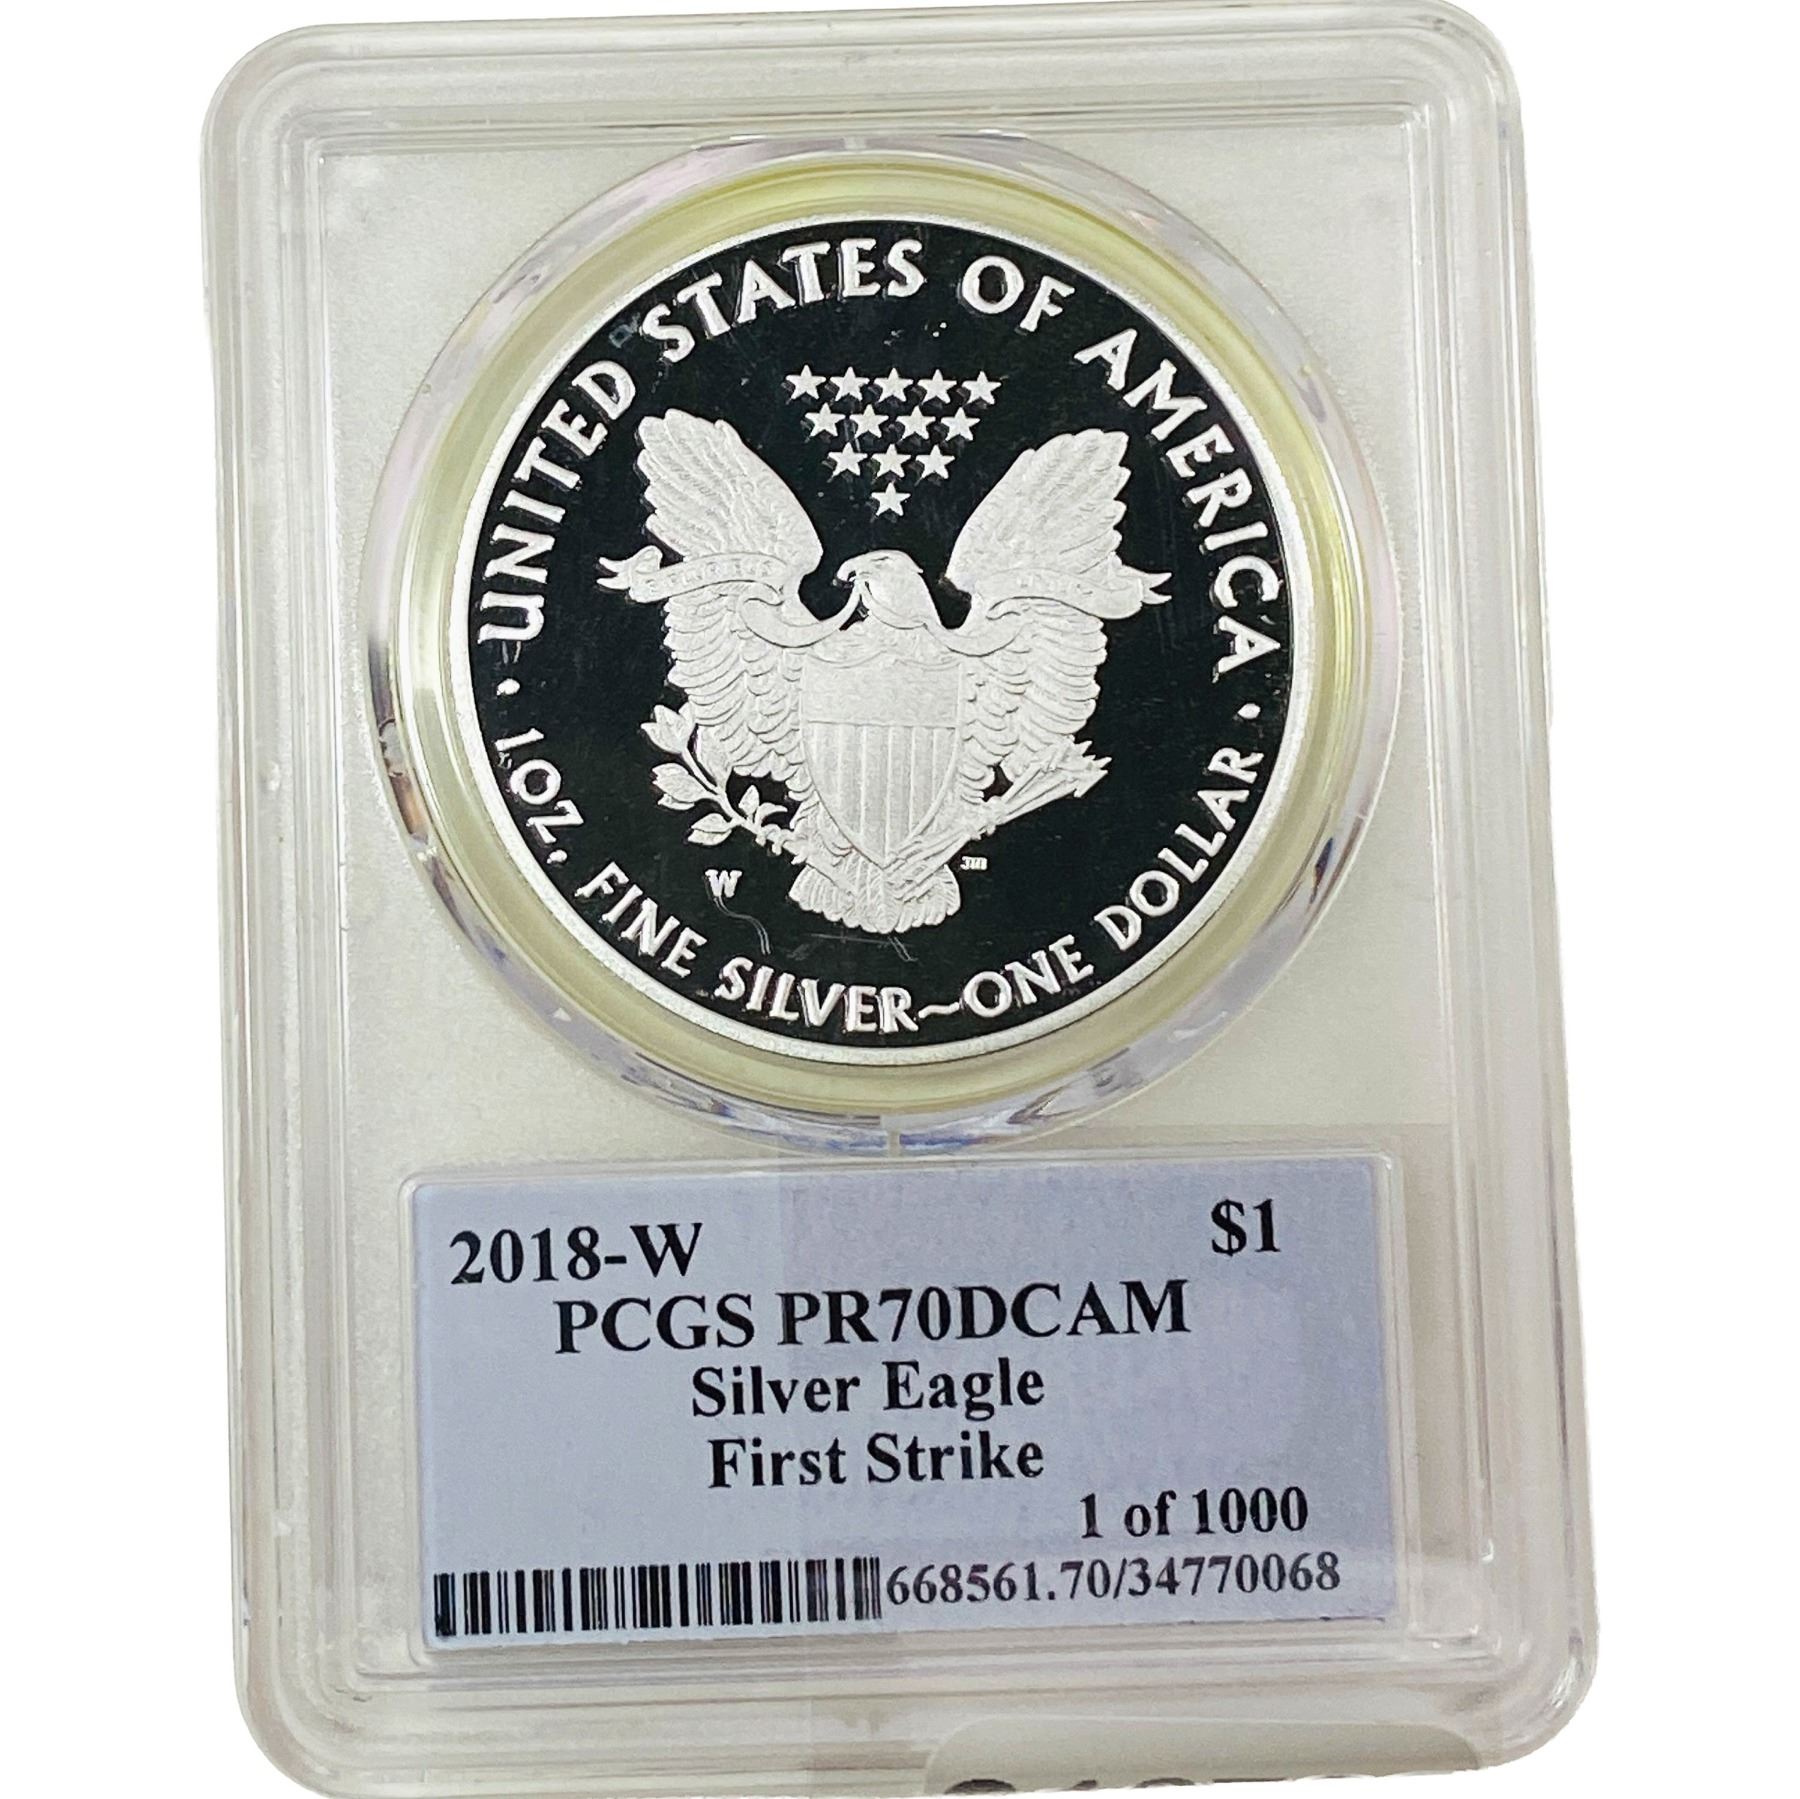 UNITED STATES OF AMERICA
1 OZ. FINE SILVER~ONE DOLLAR
W
2018-W $1
PCGS PR70DCAM
Silver Eagle
First Strike
1 of 1000
668561.70/34770068